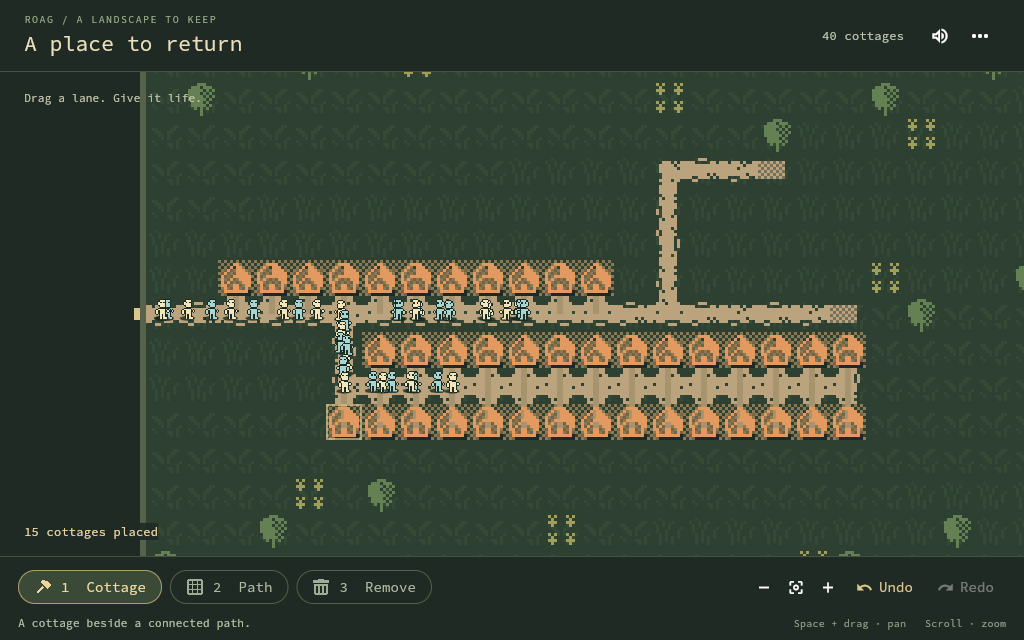 ROAG / A LANDSCAPE TO KEEP
A place to return
40 cottages
Drag a lane. Give it life.
15 cottages placed
1 Cottage
2 Path
3 Remove
Undo
Redo
A cottage beside a connected path.
Space + drag · pan
Scroll · zoom